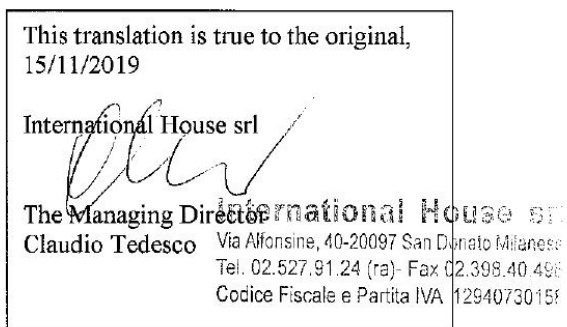 This translation is true to the original,
15/11/2019
International House srl
The Managing Director
Claudio Tedesco
International House
Via Alfonsine, 40-20097 San Donato Milanese
Tel. 02.527.91.24 (ra)- Fax 02.398.40
Codice Fiscale e Partita IVA